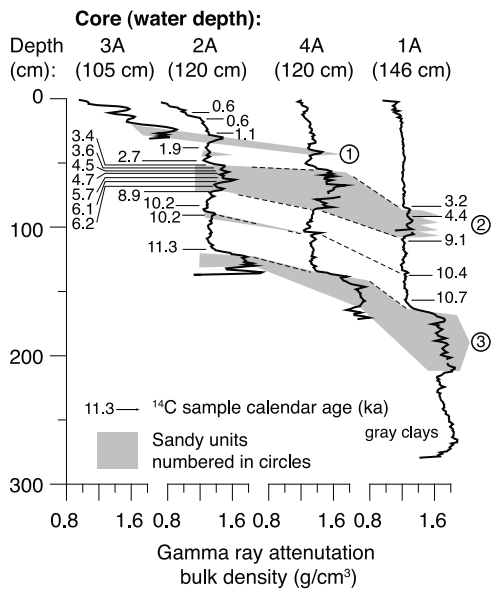 Core (water depth):
Depth 3A 2A 4A 1A
(cm): (105 cm) (120 cm) (120 cm) (146 cm)
0
0.6
0.6
1.1
3.4
1.9
①
3.6 2.7
4.5
4.7
5.7 8.9
6.1 10.2
6.2 10.2
3.2
4.4
②
9.1
100
11.3
10.4
10.7
③
200
11.3 ¹⁴C sample calendar age (ka)
gray clays
Sandy units
numbered in circles
300
0.8 1.6 0.8 1.6 0.8 1.6 0.8 1.6
Gamma ray attenutation
bulk density (g/cm³)